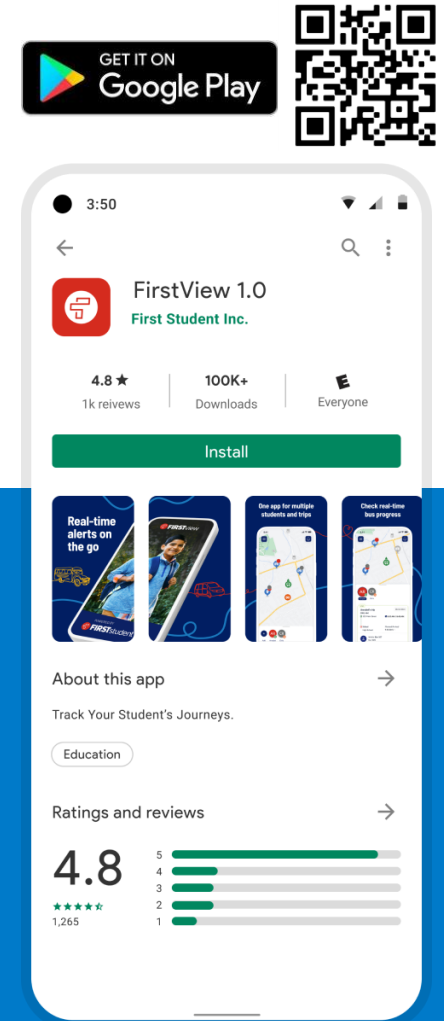 GET IT ON
Google Play
3:50
FirstView 1.0
First Student Inc.
4.8 ★
1k reivews
100K+
Downloads
E
Everyone
Install
Real-time
alerts on
the go
FIRSTstudent
FIRSTview
One app for multiple
students and trips
Check real-time
bus progress
About this app
Track Your Student’s Journeys.
Education
Ratings and reviews
4.8
1,265
5
4
3
2
1